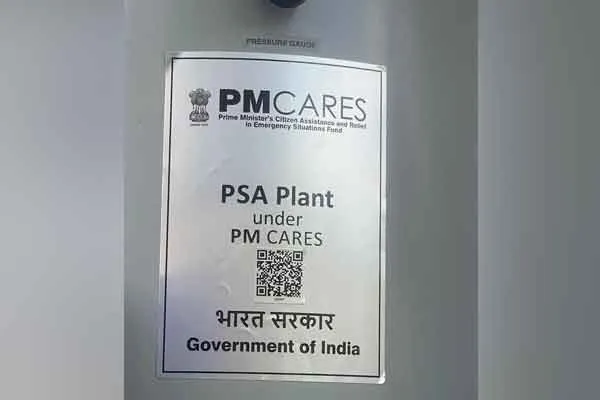 PRESSURE GAUGE
PMCARES
Prime Minister's Citizen Assistance and Relief
in Emergency Situations Fund
PSA Plant
under
PM CARES
भारत सरकार
Government of India